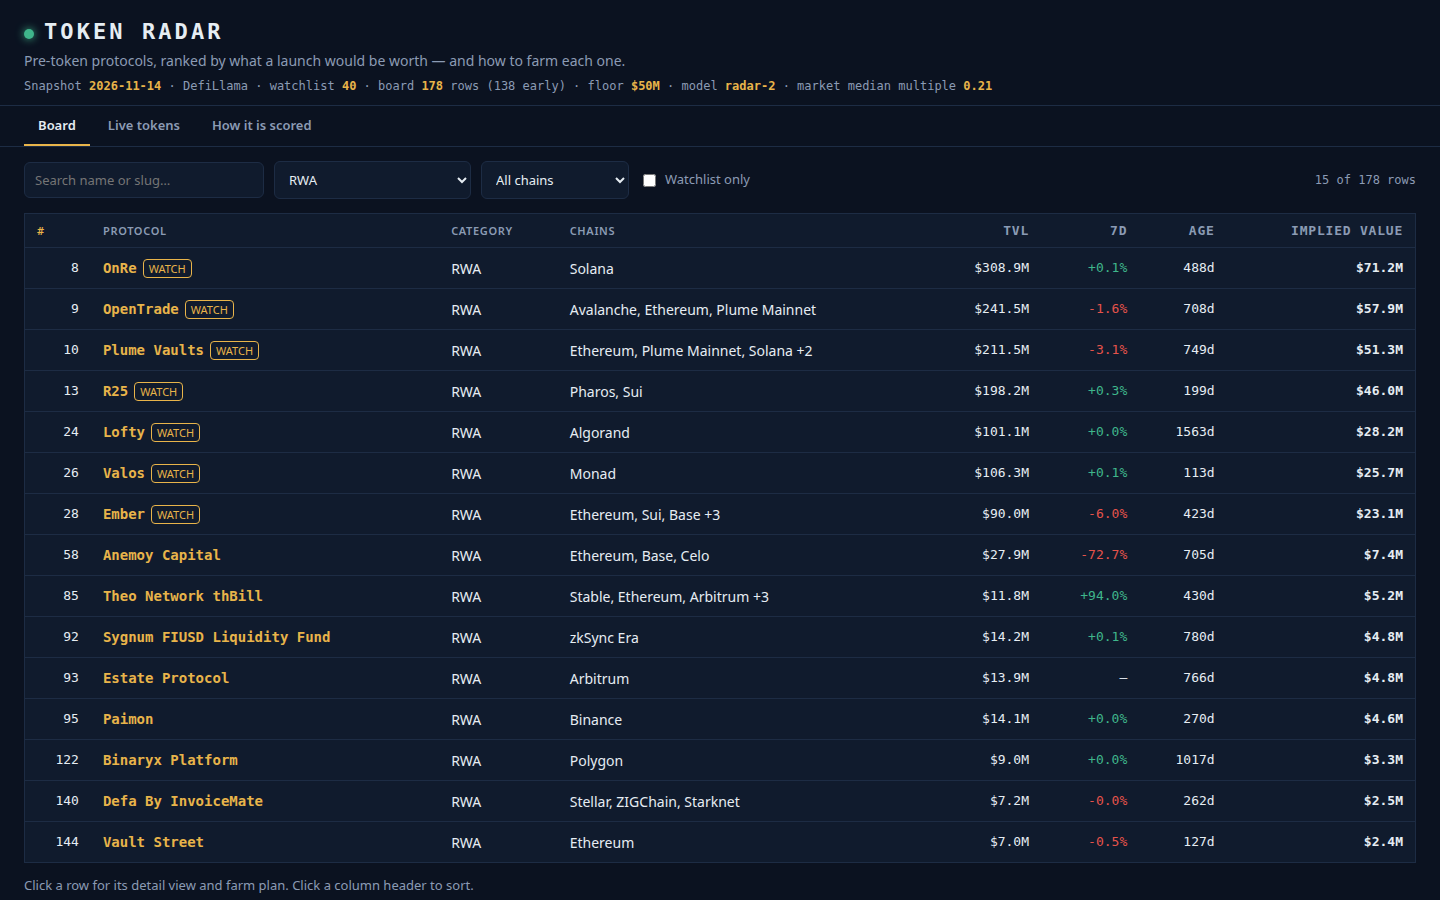 TOKEN RADAR
Pre-token protocols, ranked by what a launch would be worth — and how to farm each one.
Snapshot 2026-11-14 · DefiLlama · watchlist 40 · board 178 rows (138 early) · floor $50M · model radar-2 · market median multiple 0.21
Board Live tokens How it is scored
Search name or slug... RWA All chains Watchlist only 15 of 178 rows
# PROTOCOL CATEGORY CHAINS TVL 7D AGE IMPLIED VALUE
8 OnRe WATCH RWA Solana $308.9M +0.1% 488d $71.2M
9 OpenTrade WATCH RWA Avalanche, Ethereum, Plume Mainnet $241.5M -1.6% 708d $57.9M
10 Plume Vaults WATCH RWA Ethereum, Plume Mainnet, Solana +2 $211.5M -3.1% 749d $51.3M
13 R25 WATCH RWA Pharos, Sui $198.2M +0.3% 199d $46.0M
24 Lofty WATCH RWA Algorand $101.1M +0.0% 1563d $28.2M
26 Valos WATCH RWA Monad $106.3M +0.1% 113d $25.7M
28 Ember WATCH RWA Ethereum, Sui, Base +3 $90.0M -6.0% 423d $23.1M
58 Anemoy Capital RWA Ethereum, Base, Celo $27.9M -72.7% 705d $7.4M
85 Theo Network thBill RWA Stable, Ethereum, Arbitrum +3 $11.8M +94.0% 430d $5.2M
92 Sygnum FIUSD Liquidity Fund RWA zkSync Era $14.2M +0.1% 780d $4.8M
93 Estate Protocol RWA Arbitrum $13.9M — 766d $4.8M
95 Paimon RWA Binance $14.1M +0.0% 270d $4.6M
122 Binaryx Platform RWA Polygon $9.0M +0.0% 1017d $3.3M
140 Defa By InvoiceMate RWA Stellar, ZIGChain, Starknet $7.2M -0.0% 262d $2.5M
144 Vault Street RWA Ethereum $7.0M -0.5% 127d $2.4M
Click a row for its detail view and farm plan. Click a column header to sort.